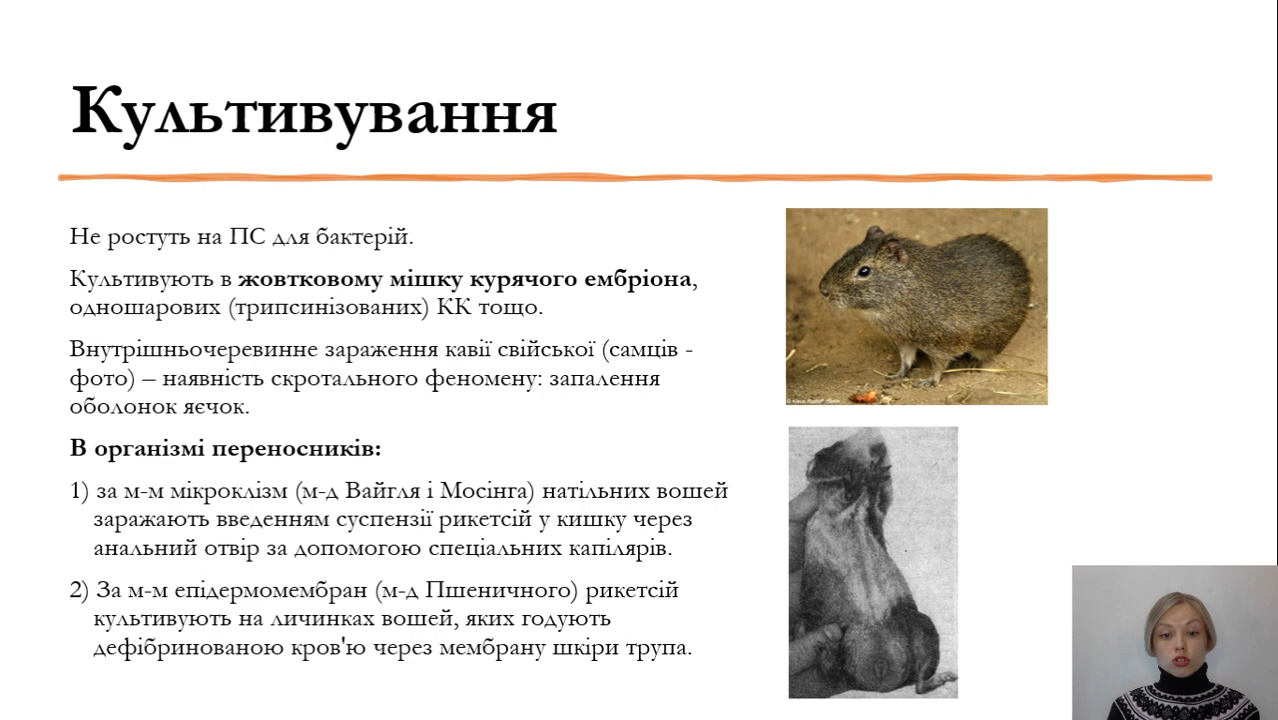 Культивування
Не ростуть на ПС для бактерій.
Культивують в жовтковому мішку курячого ембріона,
одношарових (трипсинізованих) КК тощо.
Внутрішньочеревинне зараження кавії свійської (самців -
фото) – наявність скротального феномену: запалення
оболонок яєчок.
В організмі переносників:
1) за м-м мікроклізм (м-д Вайгля і Мосінга) натільних вошей
заражають введенням суспензії рикетсій у кишку через
анальний отвір за допомогою спеціальних капілярів.
2) За м-м епідермомембран (м-д Пшеничного) рикетсій
культивують на личинках вошей, яких годують
дефібринованою кров'ю через мембрану шкіри трупа.